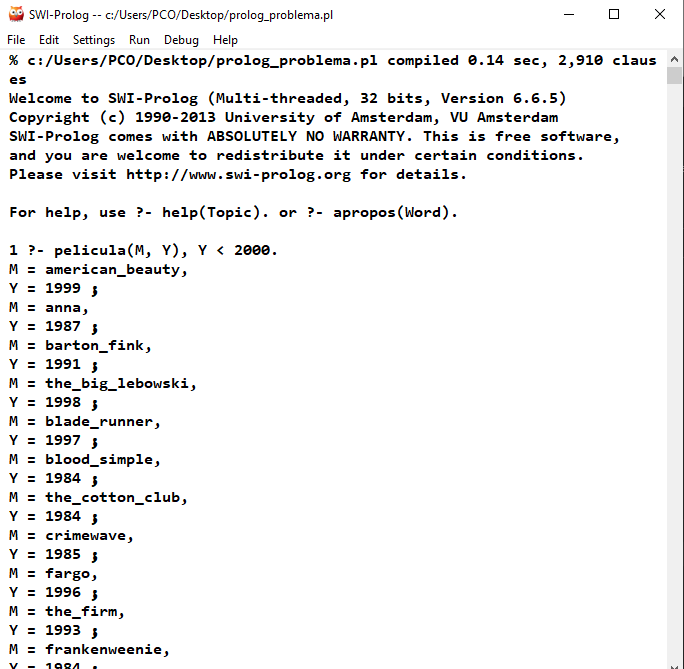 SWI-Prolog -- c:/Users/PCO/Desktop/prolog_problema.pl
File Edit Settings Run Debug Help
% c:/Users/PCO/Desktop/prolog_problema.pl compiled 0.14 sec, 2,910 claus
es
Welcome to SWI-Prolog (Multi-threaded, 32 bits, Version 6.6.5)
Copyright (c) 1990-2013 University of Amsterdam, VU Amsterdam
SWI-Prolog comes with ABSOLUTELY NO WARRANTY. This is free software,
and you are welcome to redistribute it under certain conditions.
Please visit http://www.swi-prolog.org for details.
For help, use ?- help(Topic). or ?- apropos(Word).
1 ?- pelicula(M, Y), Y < 2000.
M = american_beauty,
Y = 1999 ;
M = anna,
Y = 1987 ;
M = barton_fink,
Y = 1991 ;
M = the_big_lebowski,
Y = 1998 ;
M = blade_runner,
Y = 1997 ;
M = blood_simple,
Y = 1984 ;
M = the_cotton_club,
Y = 1984 ;
M = crimewave,
Y = 1985 ;
M = fargo,
Y = 1996 ;
M = the_firm,
Y = 1993 ;
M = frankenweenie,
Y = 1984 ;